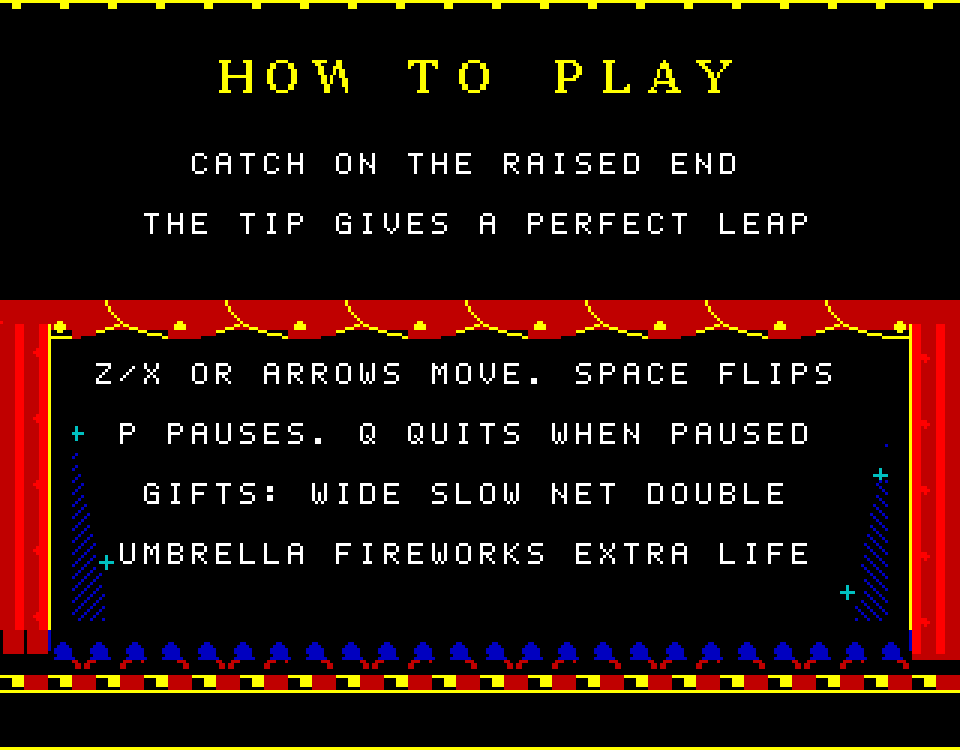 HOW TO PLAY
CATCH ON THE RAISED END
THE TIP GIVES A PERFECT LEAP
Z/X OR ARROWS MOVE. SPACE FLIPS
P PAUSES. Q QUITS WHEN PAUSED
GIFTS: WIDE SLOW NET DOUBLE
UMBRELLA FIREWORKS EXTRA LIFE